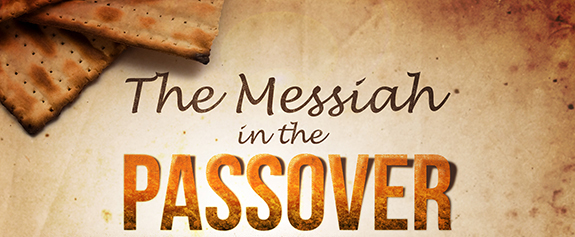 The Messiah
in the
PASSOVER